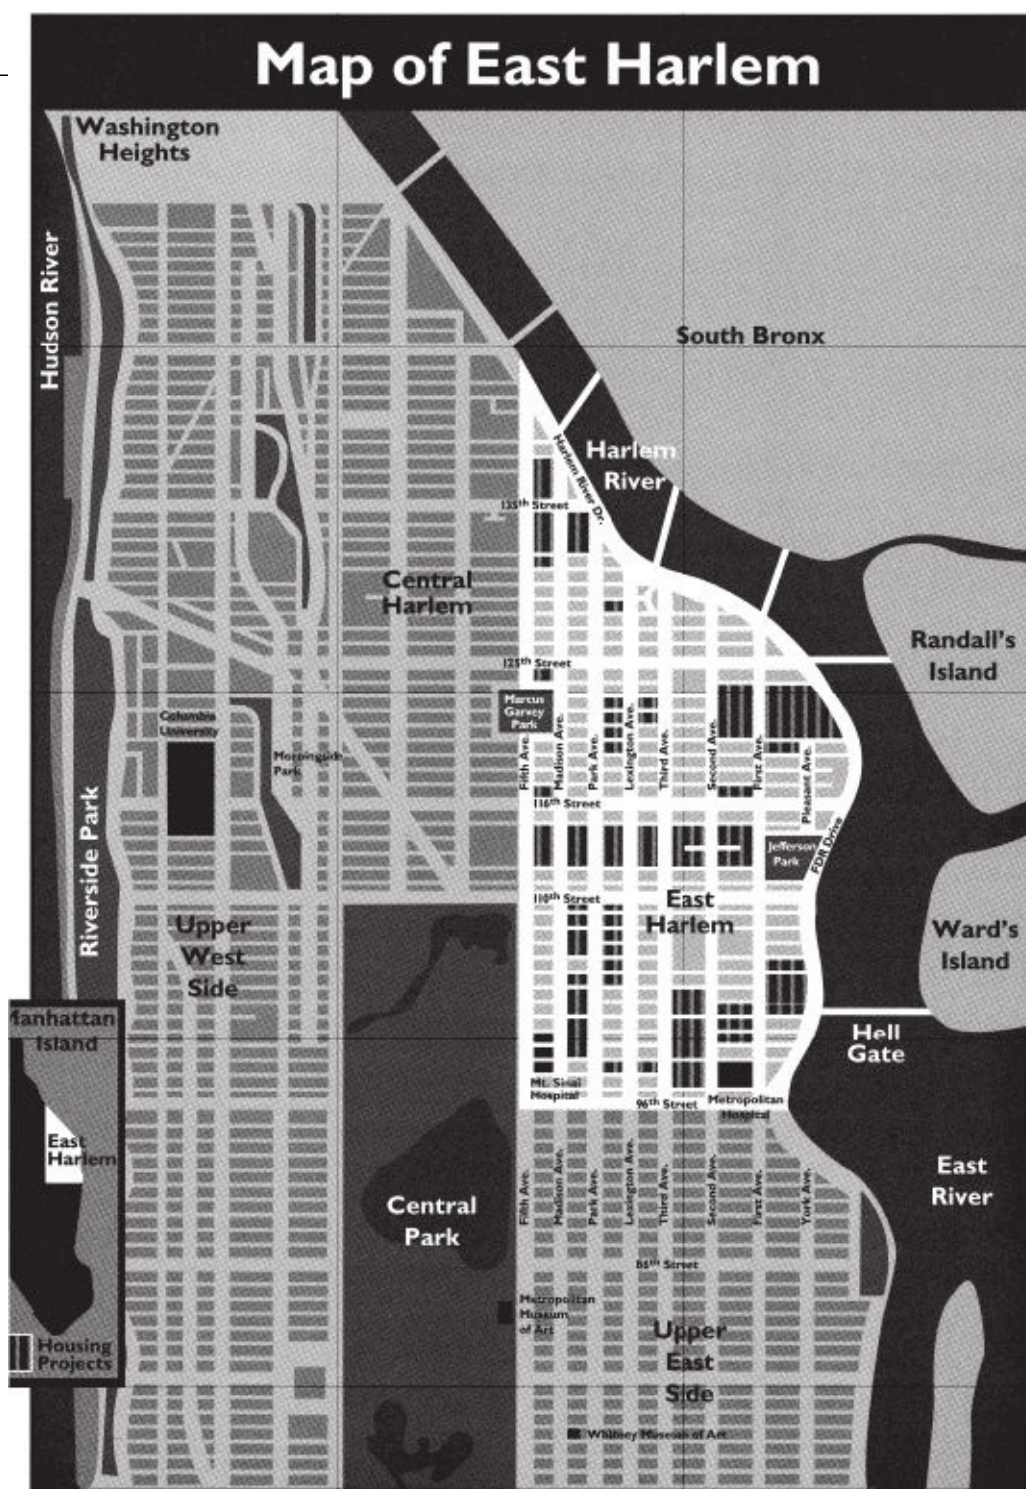 Map of East Harlem
Washington
Heights
Hudson River
South Bronx
Harlem
River
Harlem River Dr.
135th Street
Central
Harlem
Randall's
Island
125th Street
Marcus
Garvey
Park
Columbia
University
Morningside
Park
Fifth Ave.
Madison Ave.
Park Ave.
Lexington Ave.
Third Ave.
Second Ave.
First Ave.
Pleasant Ave.
116th Street
Jefferson
Park
FDR Drive
Riverside Park
110th Street
East
Harlem
Upper
West
Side
Ward's
Island
Manhattan
Island
Hell
Gate
Mt. Sinai
Hospital
96th Street
Metropolitan
Hospital
East
Harlem
Fifth Ave.
Madison Ave.
Park Ave.
Lexington Ave.
Third Ave.
Second Ave.
First Ave.
York Ave.
East
River
Central
Park
86th Street
Metropolitan
Museum
of Art
Housing
Projects
Upper
East
Side
Whitney Museum of Art